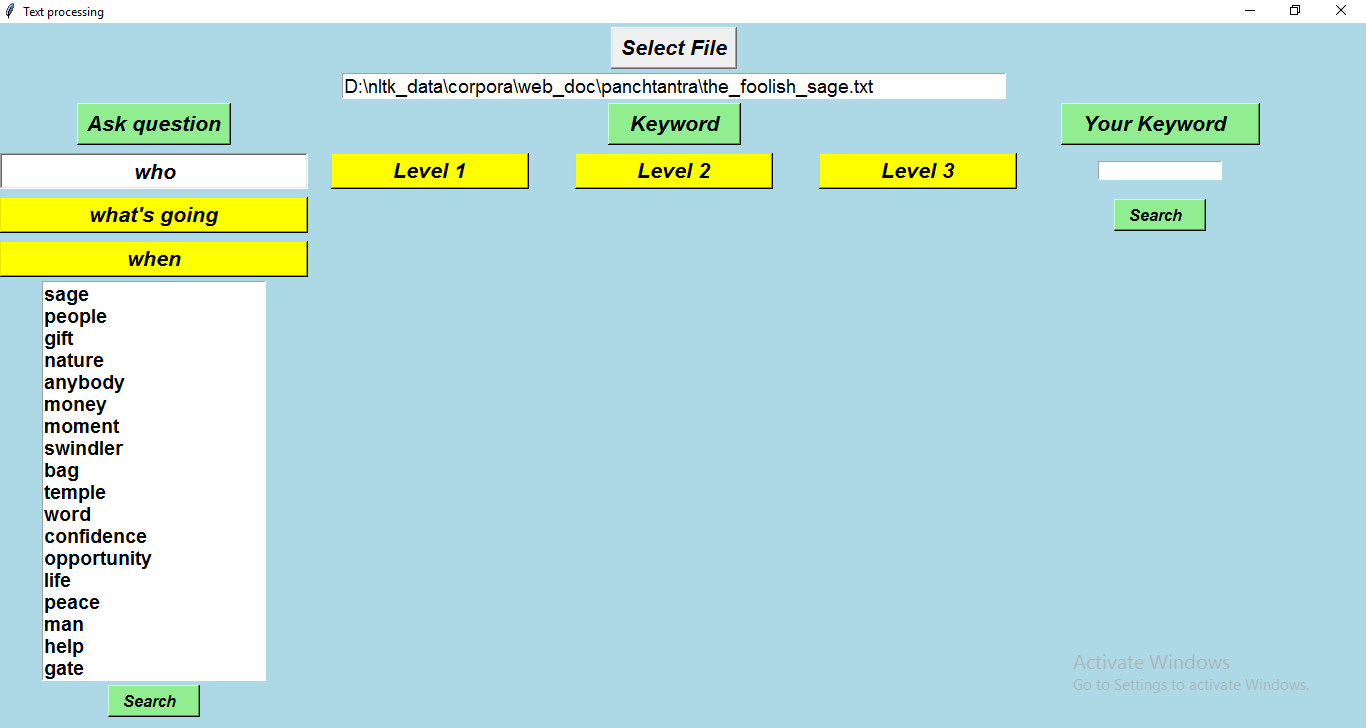 Text processing
Select File
D:\nltk_data\corpora\web_doc\panchtantra\the_foolish_sage.txt
Ask question
Keyword
Your Keyword
who
Level 1
Level 2
Level 3
what's going
Search
when
sage
people
gift
nature
anybody
money
moment
swindler
bag
temple
word
confidence
opportunity
life
peace
man
help
gate
Search
Activate Windows
Go to Settings to activate Windows.